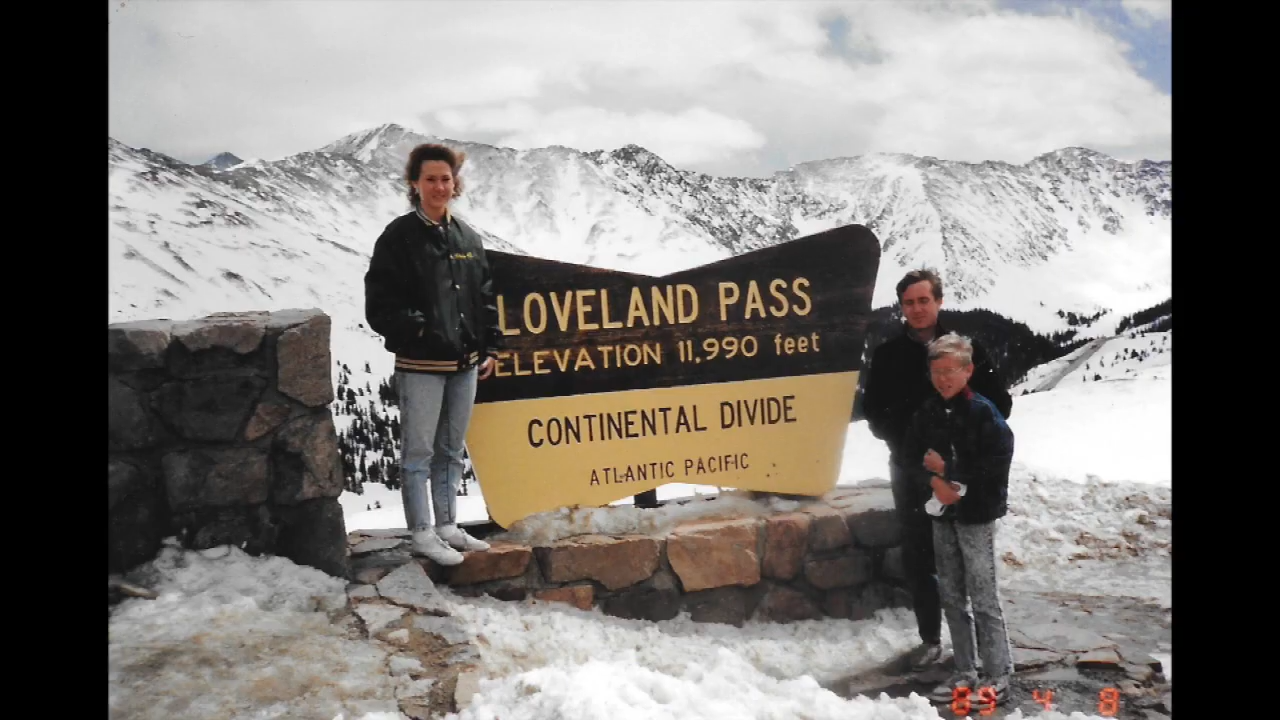 LOVELAND PASS
ELEVATION 11,990 feet
CONTINENTAL DIVIDE
ATLANTIC PACIFIC
89 4 8